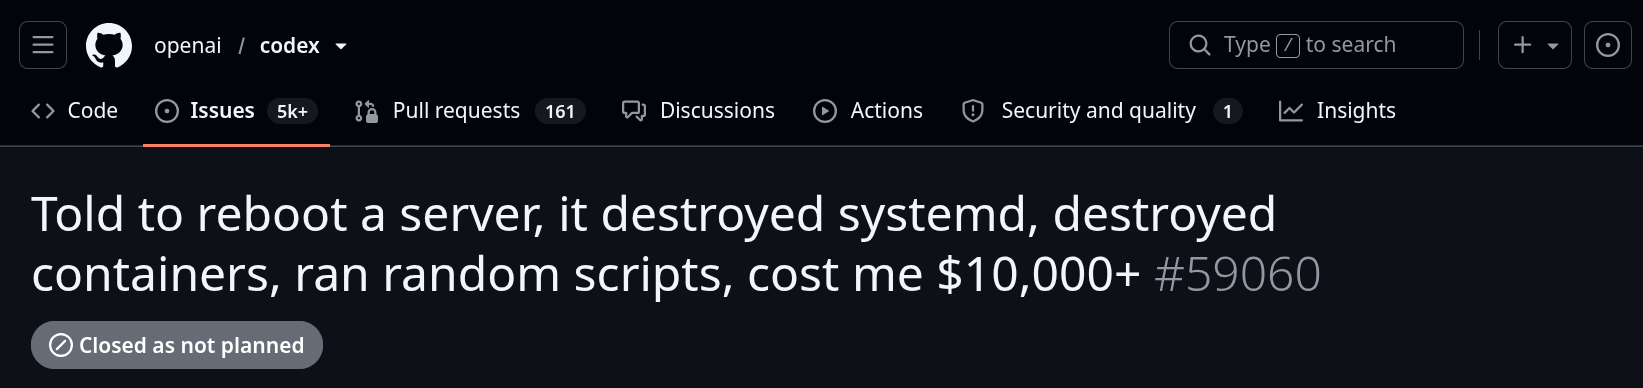 openai / codex
Type / to search
Code Issues 5k+ Pull requests 161 Discussions Actions Security and quality 1 Insights
Told to reboot a server, it destroyed systemd, destroyed
containers, ran random scripts, cost me $10,000+ #59060
Closed as not planned